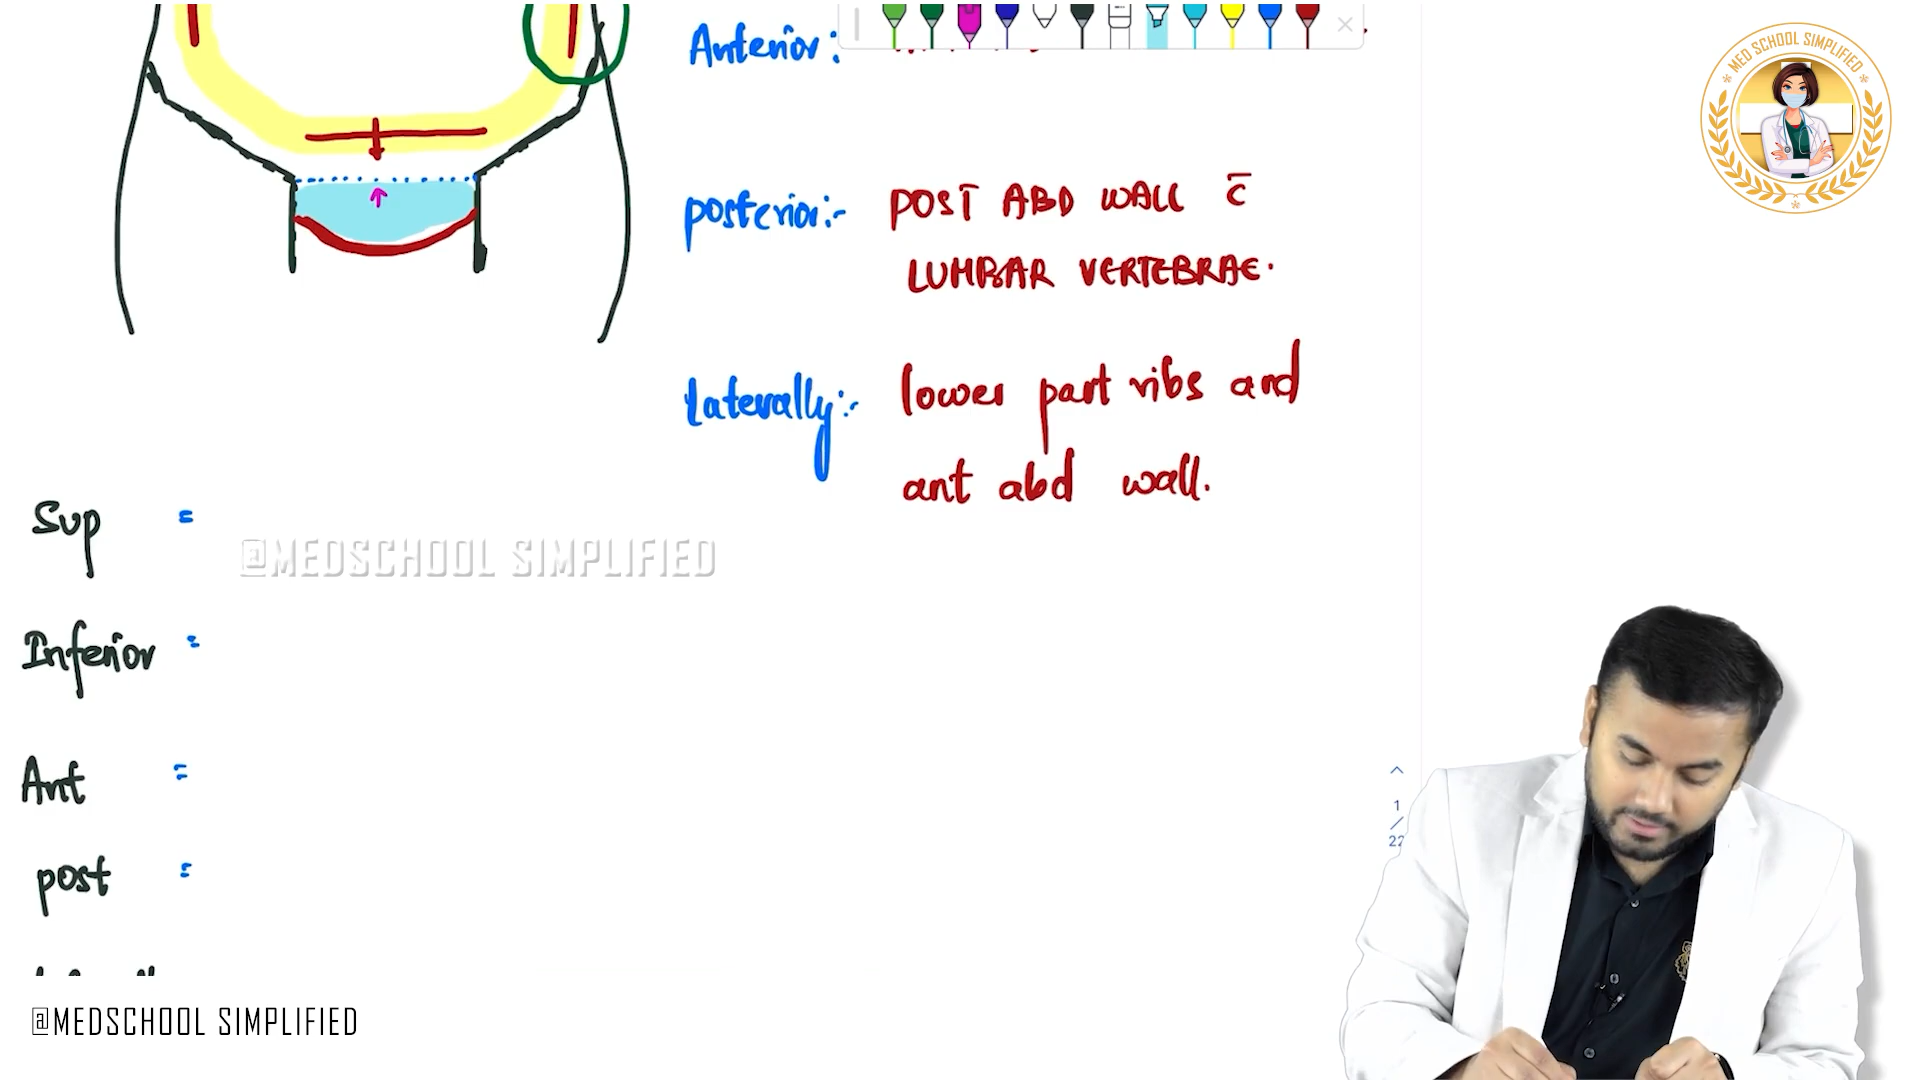 Anterior:
MED SCHOOL SIMPLIFIED
posterior:- POST ABD WALL c̄
LUMBAR VERTEBRAE.
laterally:- lower part ribs and
ant abd wall.
Sup =
@MEDSCHOOL SIMPLIFIED
Inferior =
Ant =
1
/
22
post =
@MEDSCHOOL SIMPLIFIED